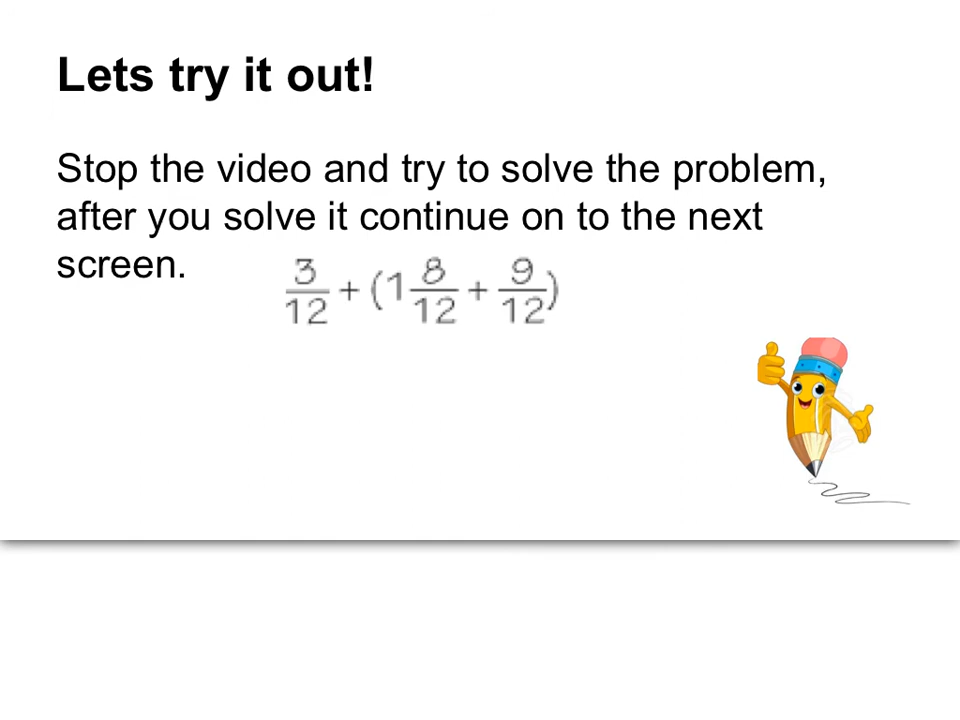 Lets try it out!
Stop the video and try to solve the problem,
after you solve it continue on to the next
screen.
3/12 + (1 8/12 + 9/12)